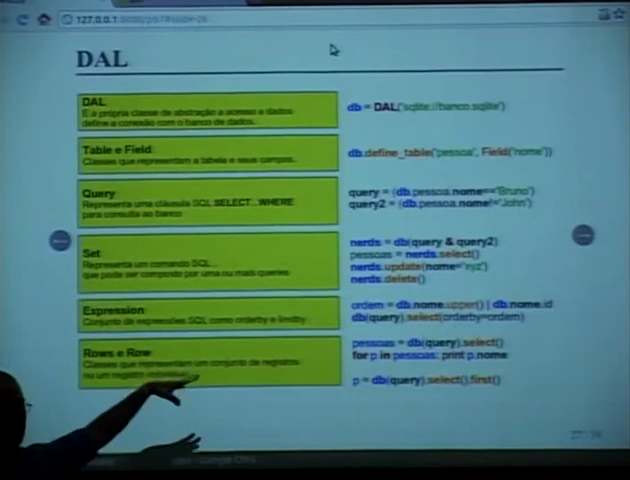 127.0.0.1
DAL
DAL
É a própria classe de abstração a acesso a dados
define a conexão com o banco de dados.
db = DAL('sqlite://banco.sqlite')
Table e Field:
Classes que representam a tabela e seus campos.
db.define_table('pessoa', Field('nome'))
Query:
Representa uma cláusula SQL SELECT...WHERE
para consulta ao banco
query = (db.pessoa.nome=='Bruno')
query2 = (db.pessoa.nome!='John')
Set:
Representa um comando SQL...
que pode ser composto por uma ou mais queries
nerds = db(query & query2)
pessoas = nerds.select()
nerds.update(nome='xyz')
nerds.delete()
Expression:
Conjunto de expressões SQL como orderby e limitby
ordem = db.nome.upper() | db.nome.id
db(query).select(orderby=ordem)
Rows e Row:
Classes que representam um conjunto de registros
ou um registro
pessoas = db(query).select()
for p in pessoas: print p.nome
p = db(query).select().first()